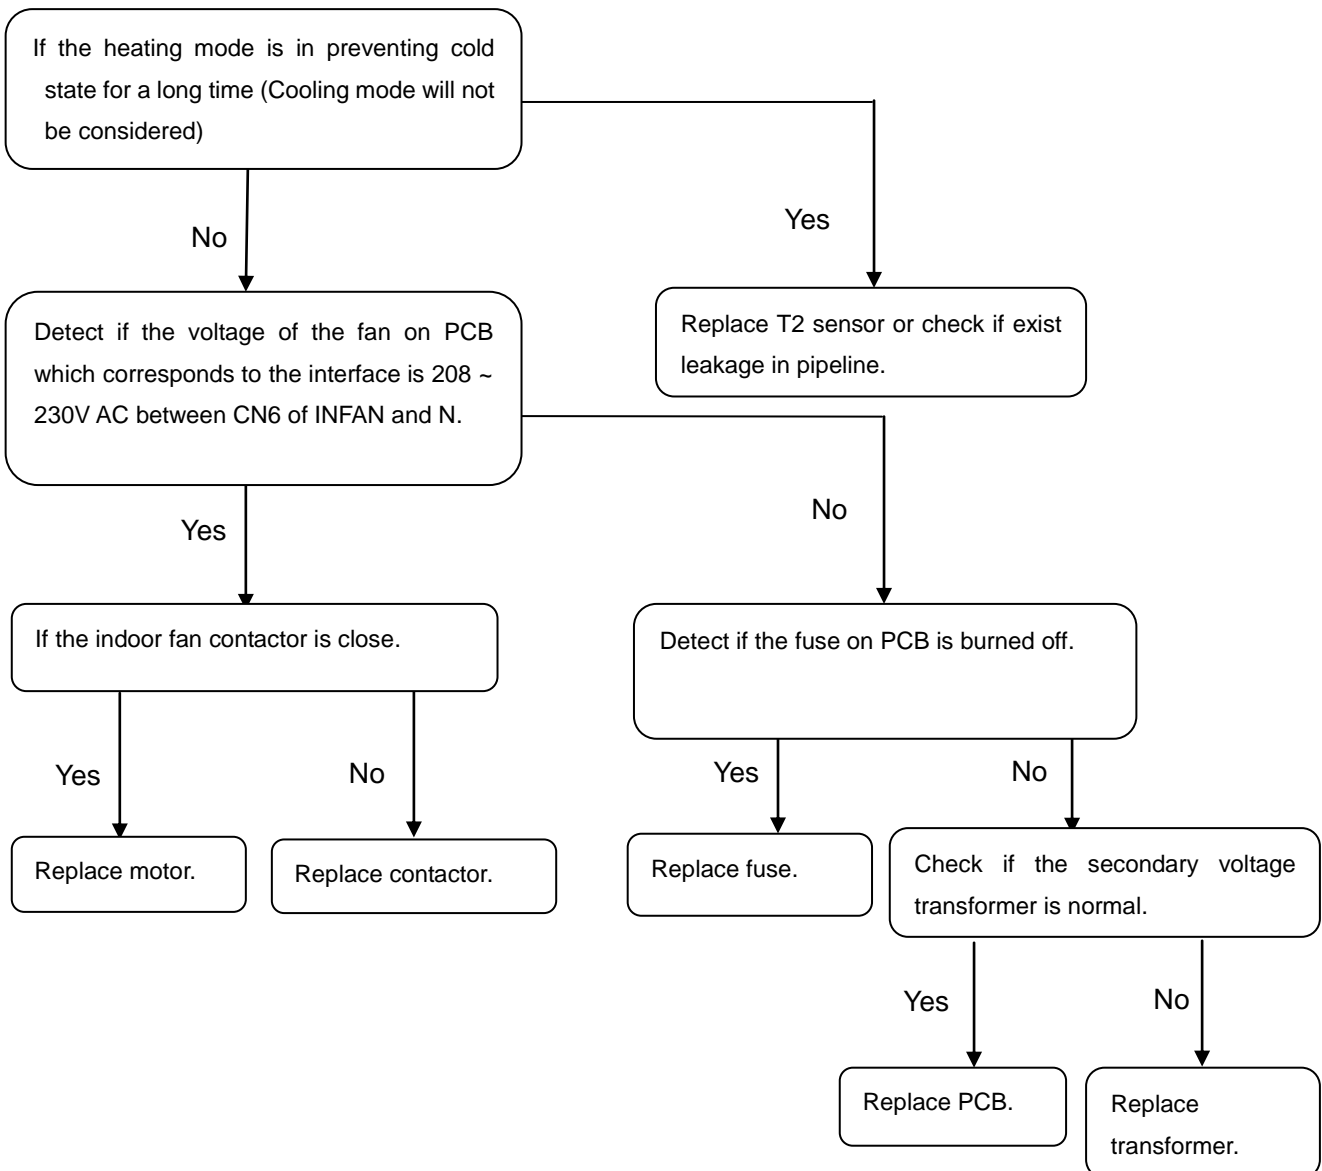 If the heating mode is in preventing cold
state for a long time (Cooling mode will not
be considered)
Yes
No
Replace T2 sensor or check if exist
leakage in pipeline.
Detect if the voltage of the fan on PCB
which corresponds to the interface is 208 ~
230V AC between CN6 of INFAN and N.
No
Yes
If the indoor fan contactor is close.
Detect if the fuse on PCB is burned off.
Yes
No
Yes
No
Replace motor.
Replace contactor.
Replace fuse.
Check if the secondary voltage
transformer is normal.
Yes
No
Replace PCB.
Replace
transformer.